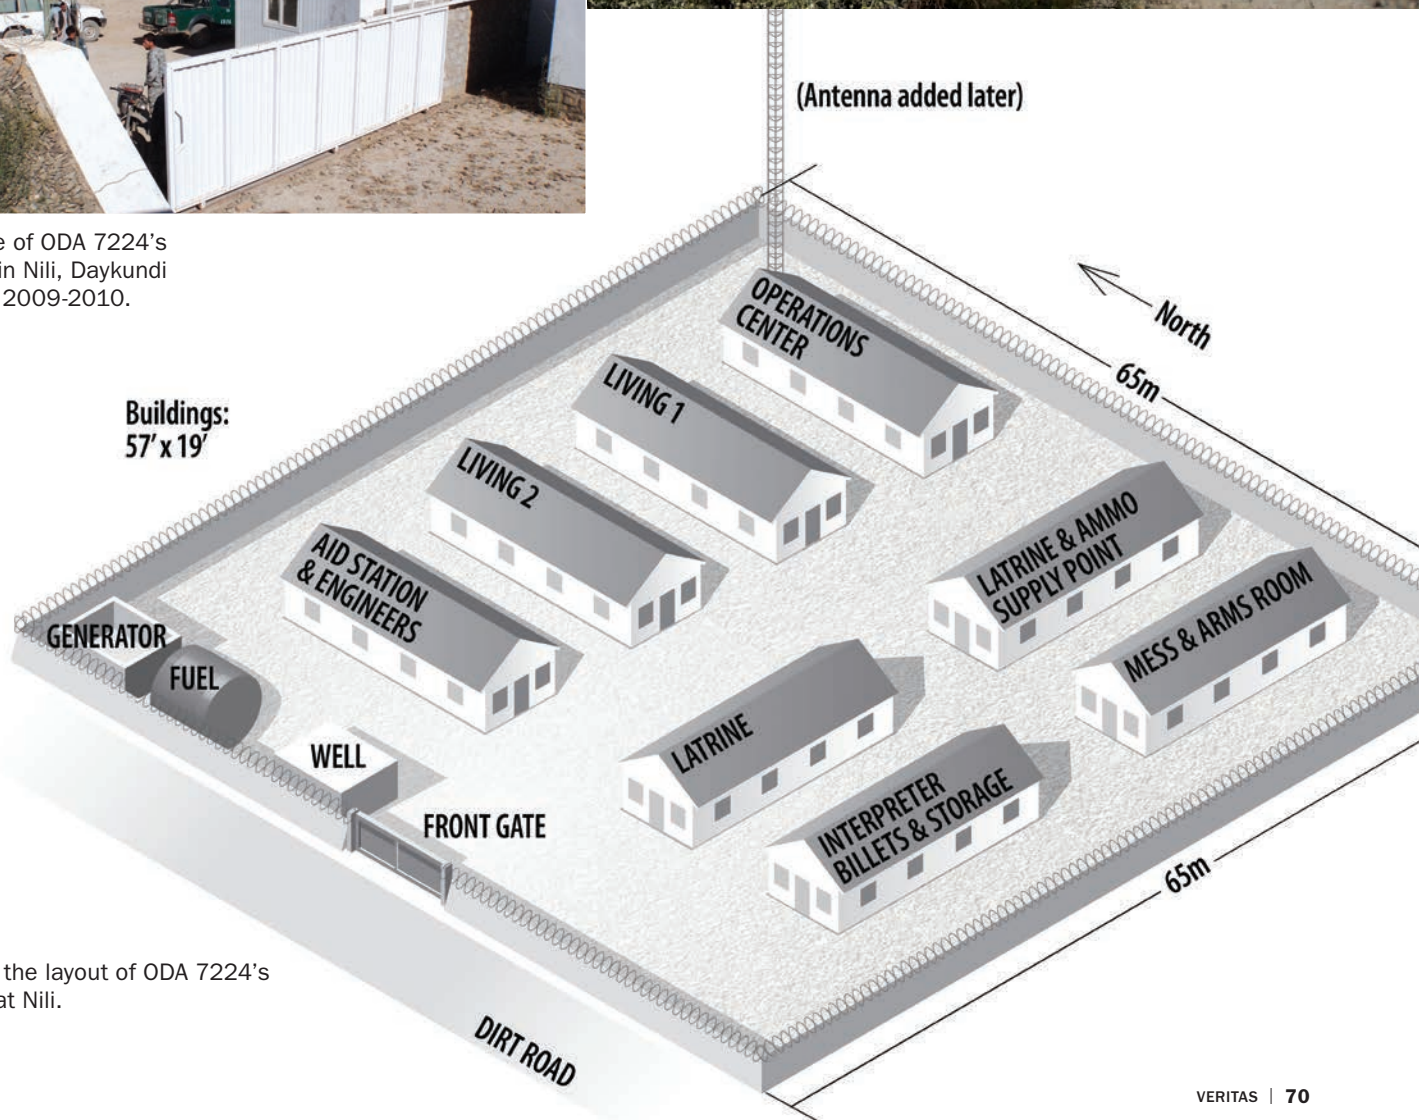 (Antenna added later)
e of ODA 7224's
in Nili, Daykundi
2009-2010.
North
65m
Buildings:
57' x 19'
OPERATIONS
CENTER
LIVING 1
LIVING 2
AID STATION
& ENGINEERS
LATRINE & AMMO
SUPPLY POINT
MESS & ARMS ROOM
GENERATOR
FUEL
WELL
LATRINE
FRONT GATE
INTERPRETER
BILLETS & STORAGE
65m
the layout of ODA 7224's
at Nili.
DIRT ROAD
VERITAS | 70